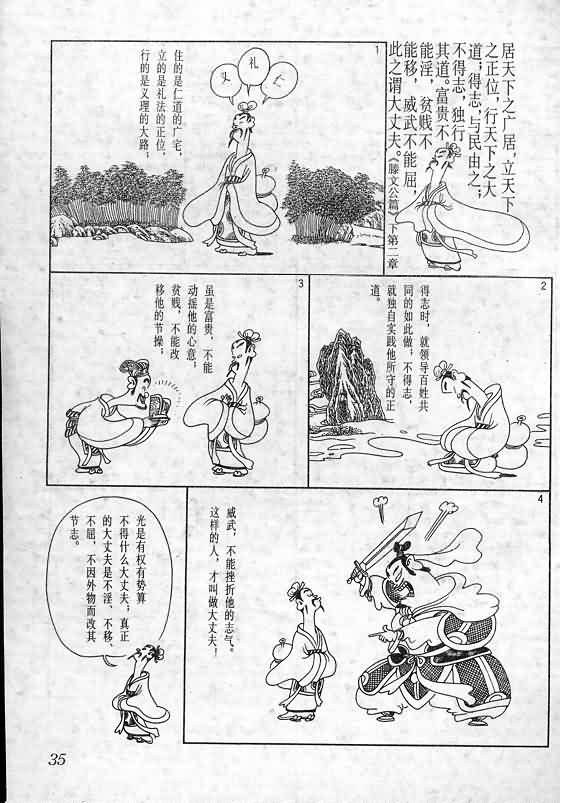 居天下之广居，立天下
之正位，行天下之大
道；得志，与民由之；
不得志，独行
其道。富贵不
能淫，贫贱不
能移，威武不能屈，
此之谓大丈夫。《滕文公篇》下第二章
1
仁
礼
义
住的是仁道的广宅，
立的是礼法的正位，
行的是义理的大路；
2
得志时，就领导百姓共
同的如此做；不得志，
就独自实践他所守的正
道。
3
虽是富贵，不能
动摇他的心意；
贫贱，不能改
移他的节操；
4
威武，不能挫折他的志气。
这样的人，才叫做大丈夫！
光是有权有势算
不得什么大丈夫；真正
的大丈夫是不淫、不移、
不屈、不因外物而改其
节志。
35